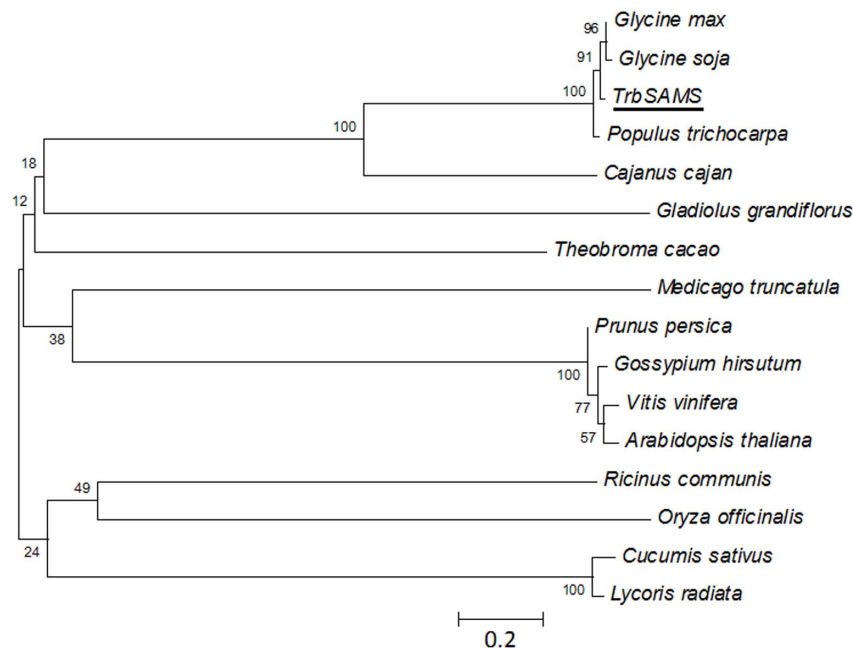 Glycine max
96
Glycine soja
91
TrbSAMS
100
Populus trichocarpa
100
Cajanus cajan
18
12
Gladiolus grandiflorus
Theobroma cacao
Medicago truncatula
38
Prunus persica
100
Gossypium hirsutum
77
Vitis vinifera
57
Arabidopsis thaliana
Ricinus communis
49
Oryza officinalis
24
Cucumis sativus
100
Lycoris radiata
0.2